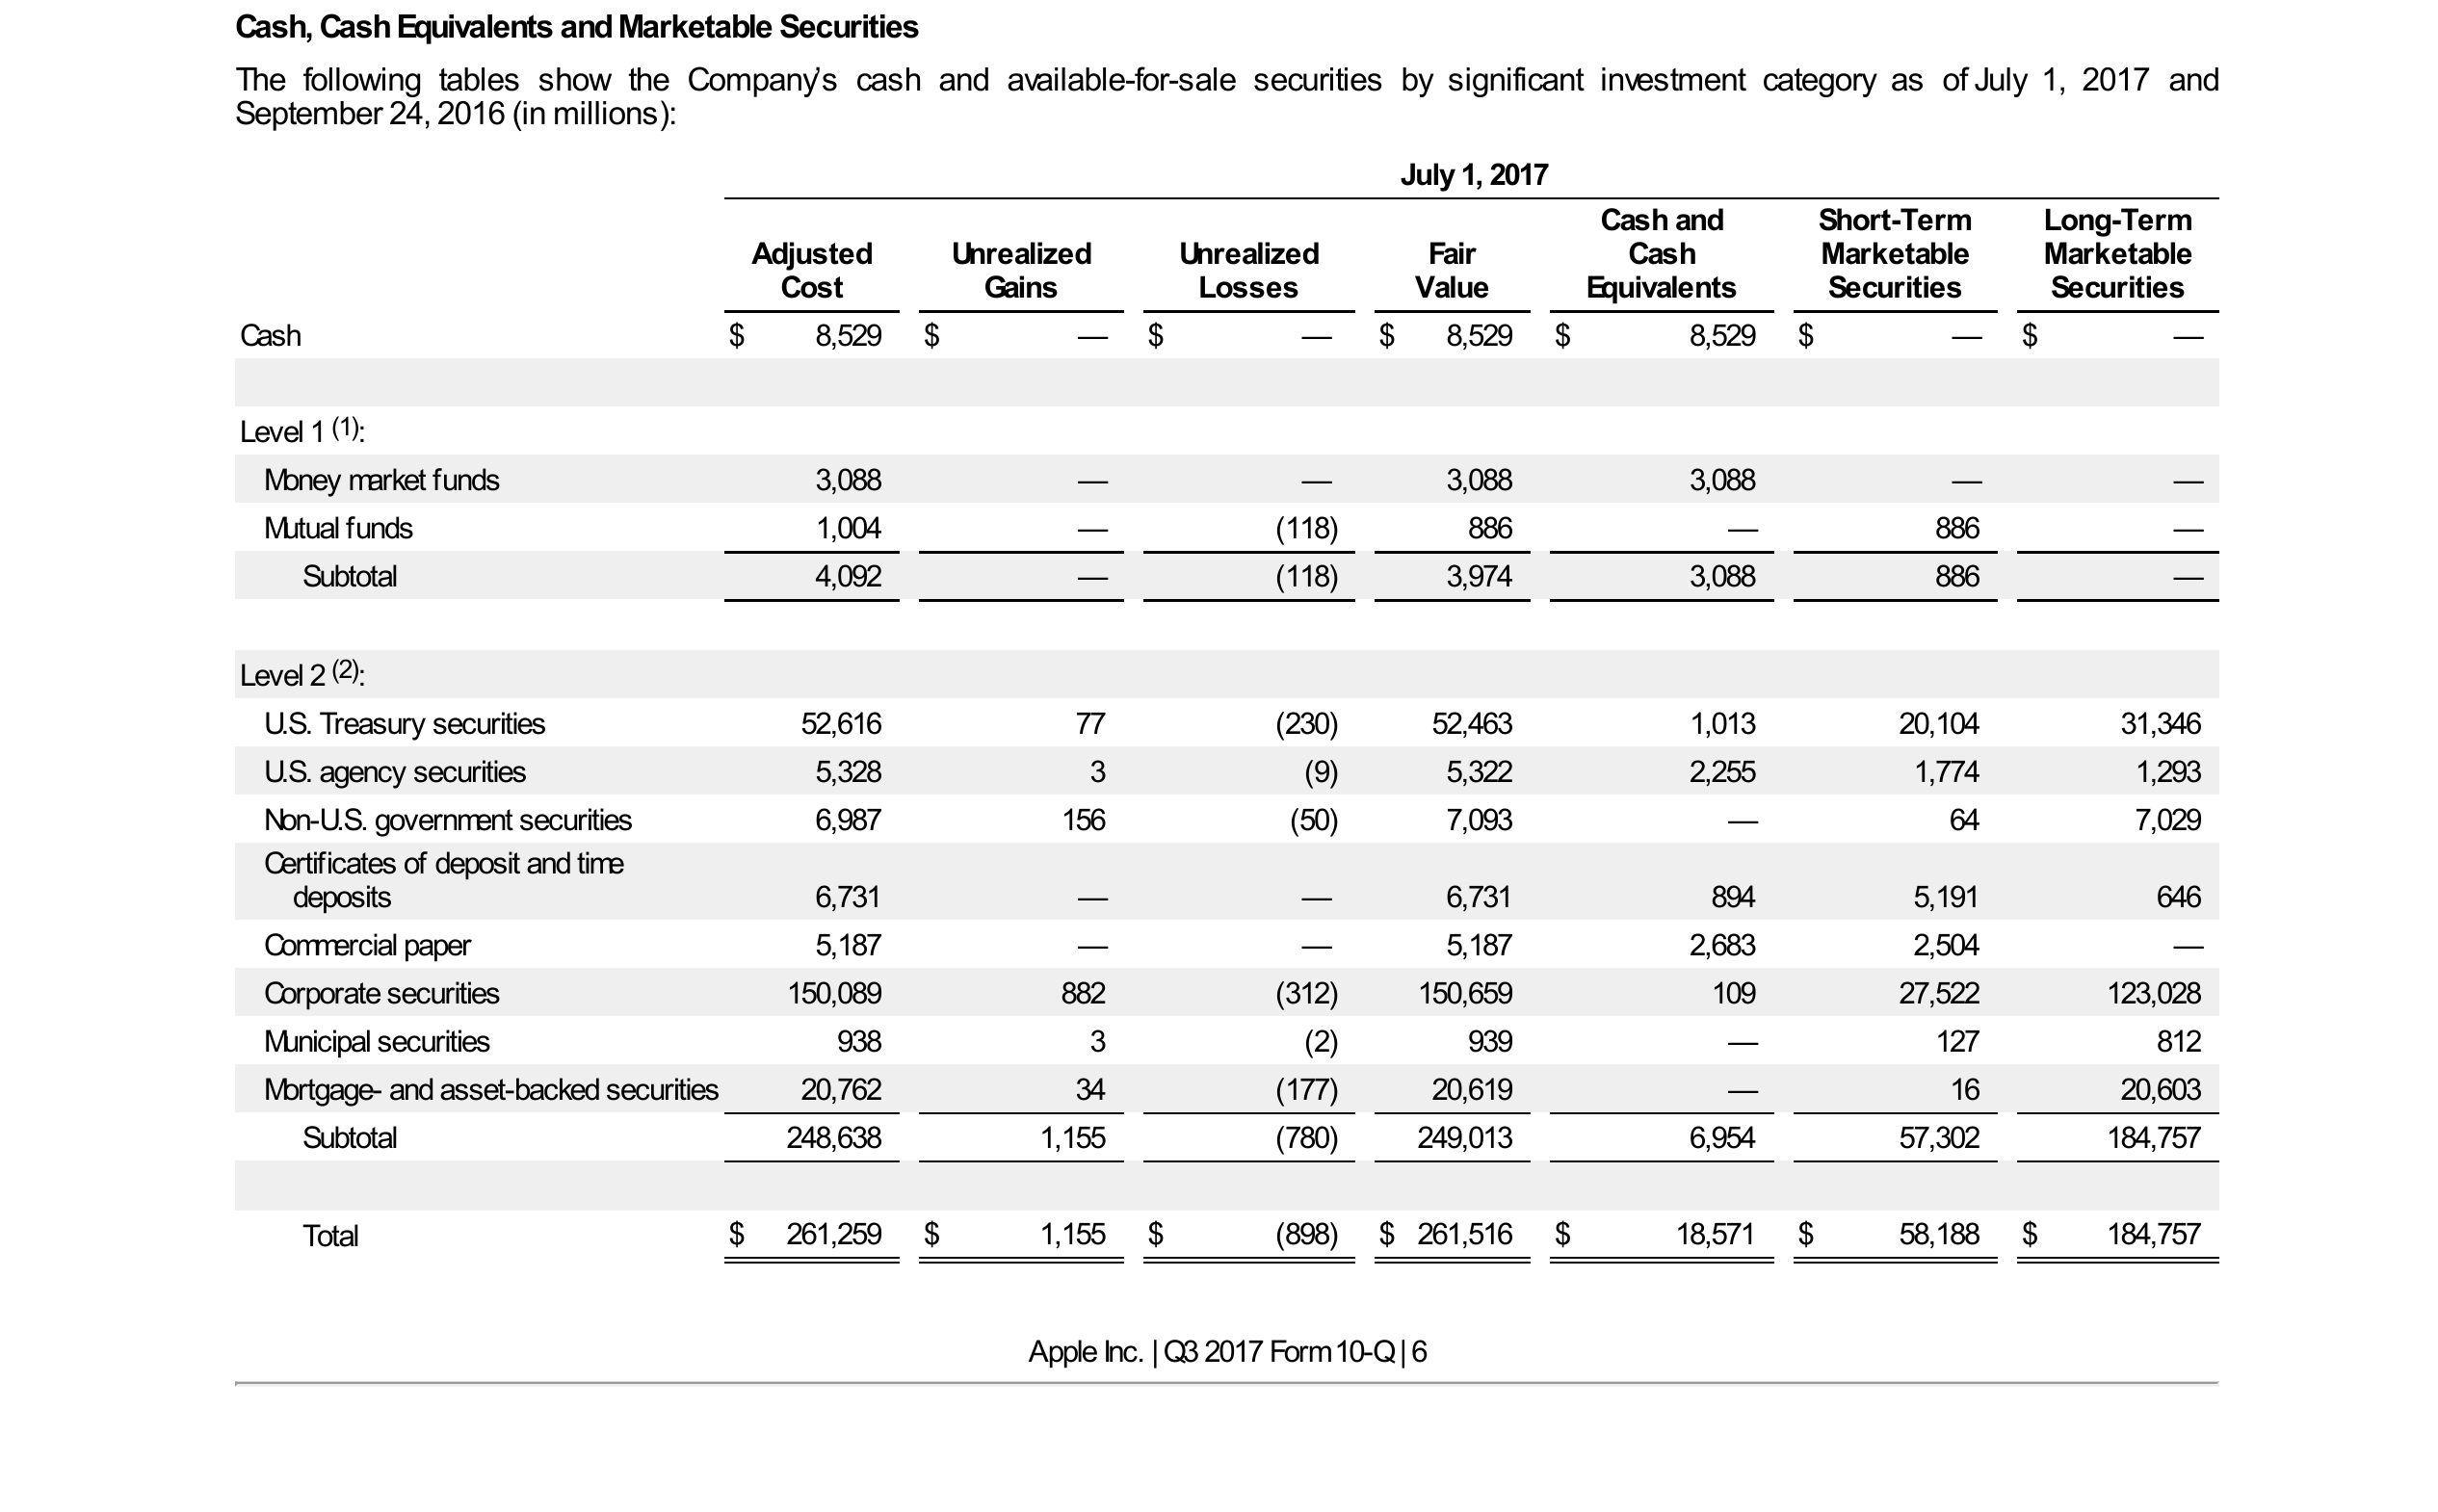 Cash, Cash Equivalents and Marketable Securities
The following tables show the Company's cash and available-for-sale securities by significant investment category as of July 1, 2017 and
September 24, 2016 (in millions):
July 1, 2017
Adjusted Cost Unrealized Gains Unrealized Losses Fair Value Cash and Cash Equivalents Short-Term Marketable Securities Long-Term Marketable Securities
Cash $ 8,529 $ — $ — $ 8,529 $ 8,529 $ — $ —
Level 1 (1):
Money market funds 3,088 — — 3,088 3,088 — —
Mutual funds 1,004 — (118) 886 — 886 —
Subtotal 4,092 — (118) 3,974 3,088 886 —
Level 2 (2):
U.S. Treasury securities 52,616 77 (230) 52,463 1,013 20,104 31,346
U.S. agency securities 5,328 3 (9) 5,322 2,255 1,774 1,293
Non-U.S. government securities 6,987 156 (50) 7,093 — 64 7,029
Certificates of deposit and time
deposits 6,731 — — 6,731 894 5,191 646
Commercial paper 5,187 — — 5,187 2,683 2,504 —
Corporate securities 150,089 882 (312) 150,659 109 27,522 123,028
Municipal securities 938 3 (2) 939 — 127 812
Mortgage- and asset-backed securities 20,762 34 (177) 20,619 — 16 20,603
Subtotal 248,638 1,155 (780) 249,013 6,954 57,302 184,757
Total $ 261,259 $ 1,155 $ (898) $ 261,516 $ 18,571 $ 58,188 $ 184,757
Apple Inc. | Q3 2017 Form 10-Q | 6